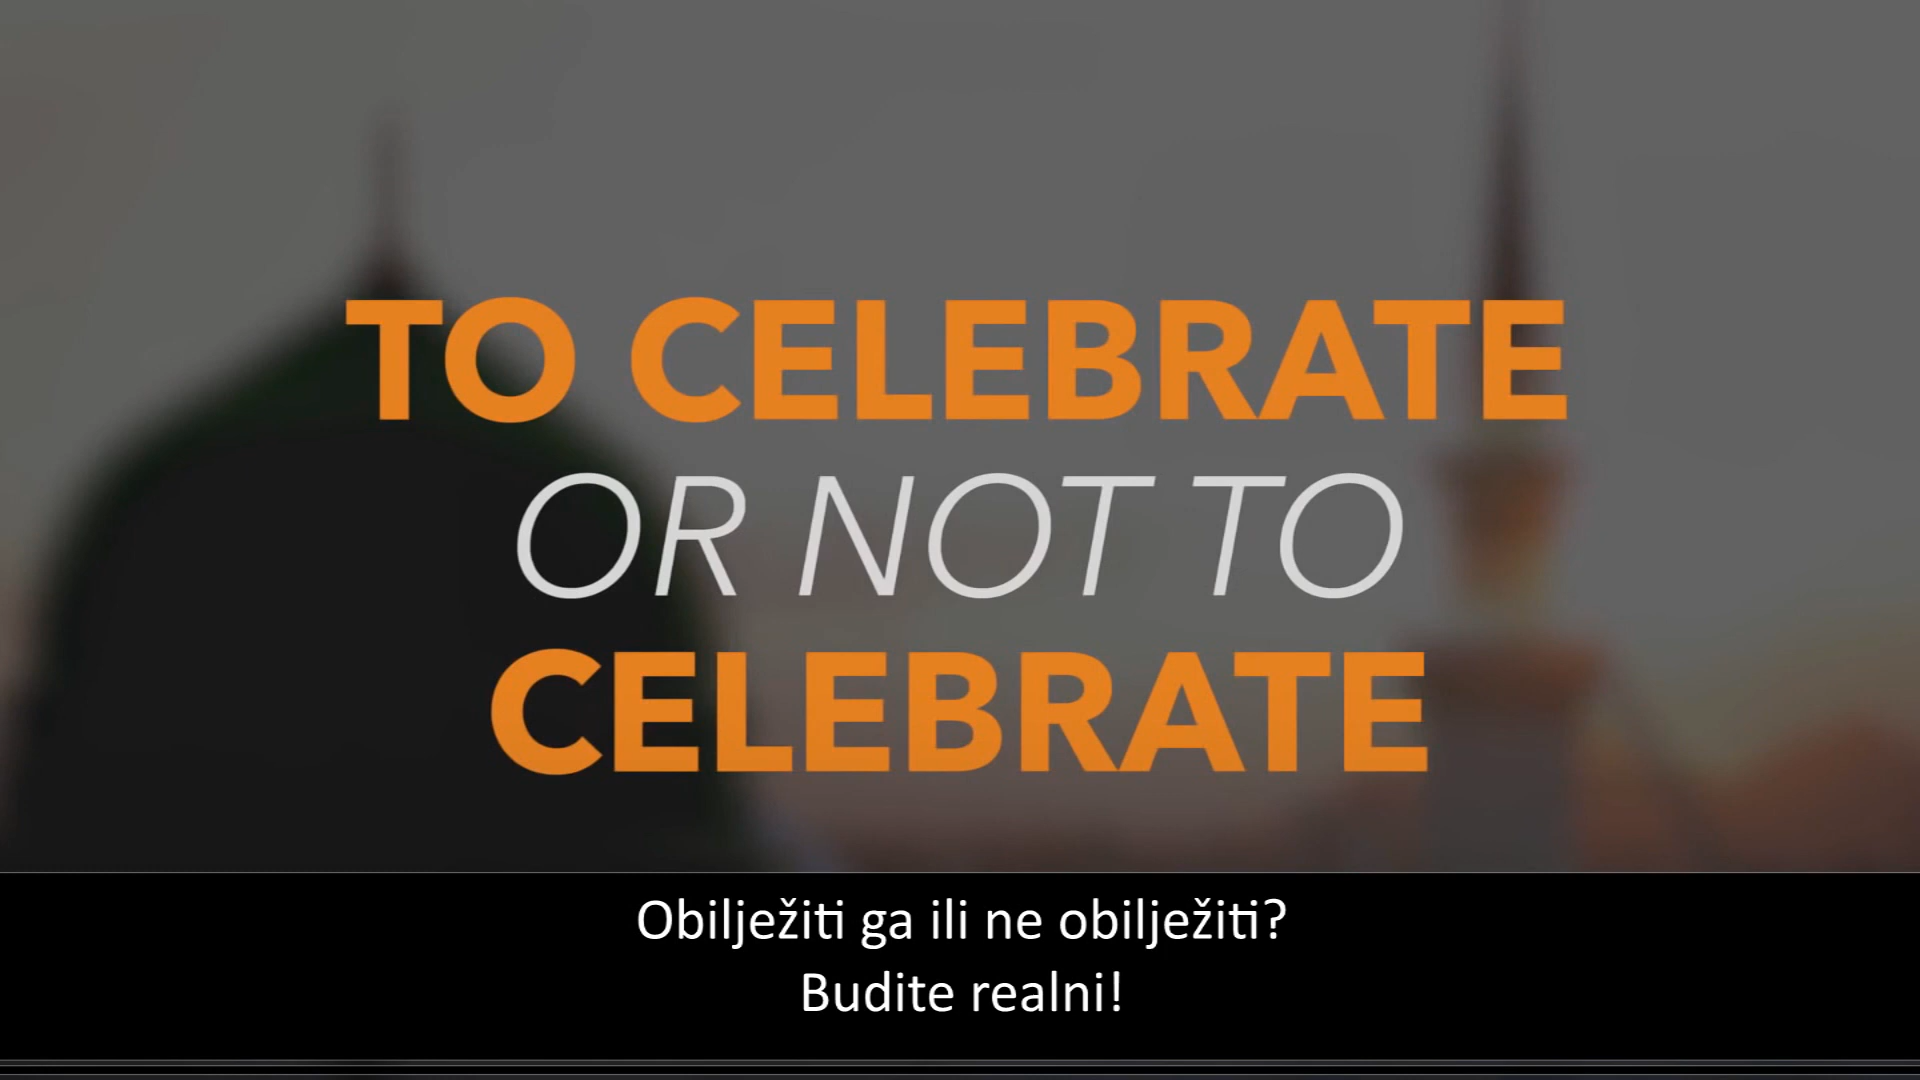 TO CELEBRATE
OR NOT TO
CELEBRATE
Obilježiti ga ili ne obilježiti?
Budite realni!